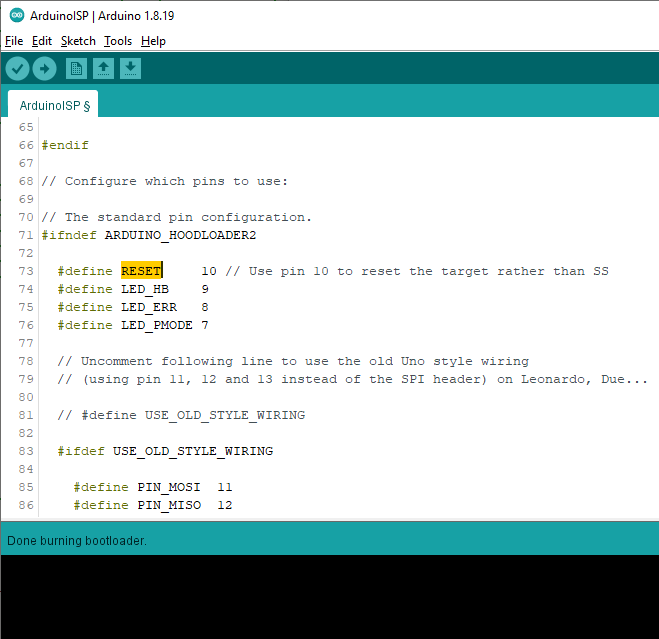 ArduinoISP | Arduino 1.8.19
File Edit Sketch Tools Help
ArduinoISP §
65
66 #endif
67
68 // Configure which pins to use:
69
70 // The standard pin configuration.
71 #ifndef ARDUINO_HOODLOADER2
72
73   #define RESET     10 // Use pin 10 to reset the target rather than SS
74   #define LED_HB    9
75   #define LED_ERR   8
76   #define LED_PMODE 7
77
78   // Uncomment following line to use the old Uno style wiring
79   // (using pin 11, 12 and 13 instead of the SPI header) on Leonardo, Due...
80
81   // #define USE_OLD_STYLE_WIRING
82
83   #ifdef USE_OLD_STYLE_WIRING
84
85     #define PIN_MOSI  11
86     #define PIN_MISO  12
Done burning bootloader.